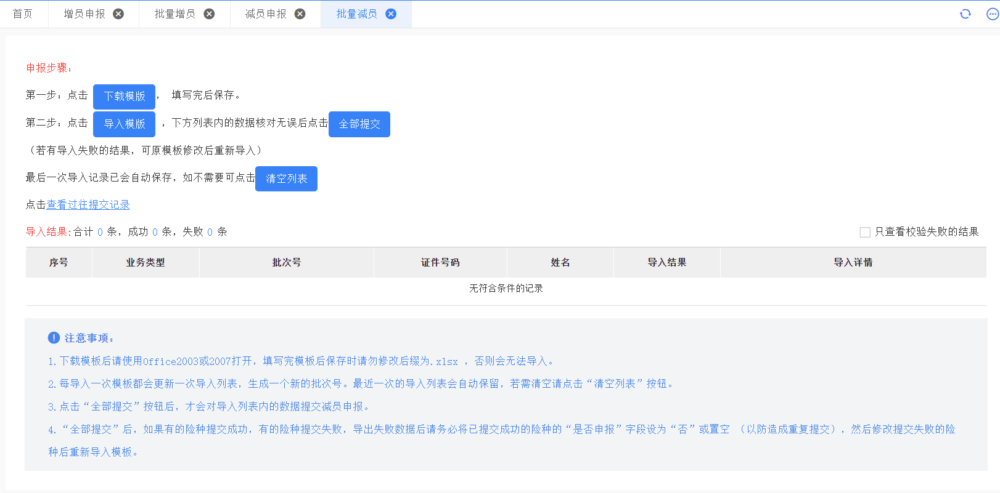 首页 增员申报 批量增员 减员申报 批量减员
申报步骤：
第一步：点击 下载模版 ， 填写完后保存。
第二步：点击 导入模版 ，下方列表内的数据核对无误后点击 全部提交
（若有导入失败的结果，可原模板修改后重新导入）
最后一次导入记录已会自动保存，如不需要可点击 清空列表
点击查看过往提交记录
导入结果:合计 0 条，成功 0 条，失败 0 条 只查看校验失败的结果
序号 业务类型 批次号 证件号码 姓名 导入结果 导入详情
无符合条件的记录
注意事项：
1.下载模板后请使用Office2003或2007打开，填写完模板后保存时请勿修改后缀为.xlsx ，否则会无法导入。
2.每导入一次模板都会更新一次导入列表，生成一个新的批次号。最近一次的导入列表会自动保留，若需清空请点击“清空列表”按钮。
3.点击“全部提交”按钮后，才会对导入列表内的数据提交减员申报。
4.“全部提交”后，如果有的险种提交成功，有的险种提交失败，导出失败数据后请务必将已提交成功的险种的“是否申报”字段设为“否”或置空 （以防造成重复提交），然后修改提交失败的险
种后重新导入模板。